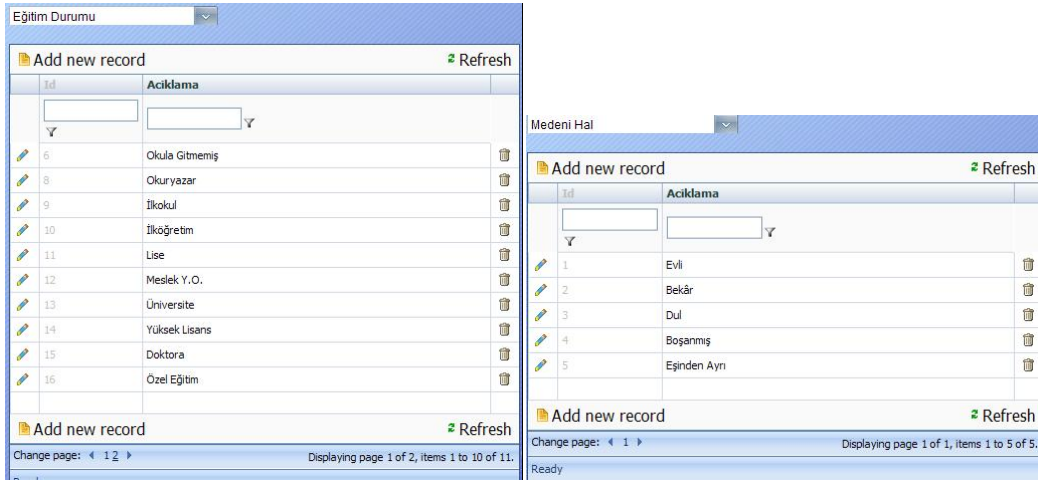 Eğitim Durumu
Add new record Refresh
Id Aciklama
6 Okula Gitmemiş
8 Okuryazar
9 İlkokul
10 İlköğretim
11 Lise
12 Meslek Y.O.
13 Üniversite
14 Yüksek Lisans
15 Doktora
16 Özel Eğitim
Add new record Refresh
Change page: 1 2 Displaying page 1 of 2, items 1 to 10 of 11.
Medeni Hal
Add new record Refresh
Id Aciklama
1 Evli
2 Bekâr
3 Dul
4 Boşanmış
5 Eşinden Ayrı
Add new record Refresh
Change page: 1 Displaying page 1 of 1, items 1 to 5 of 5.
Ready